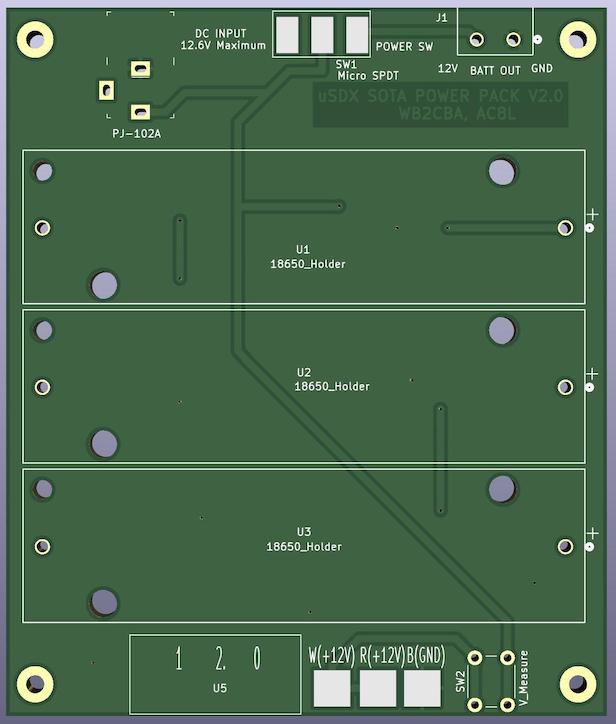 J1
DC INPUT
12.6V Maximum
POWER SW
SW1
Micro SPDT
12V BATT OUT GND
uSDX SOTA POWER PACK V2.0
WB2CBA, AC8L
PJ-102A
+
U1
18650_Holder
+
U2
18650_Holder
+
U3
18650_Holder
1 2. 0
U5
W(+12V) R(+12V) B(GND)
SW2
V_Measure